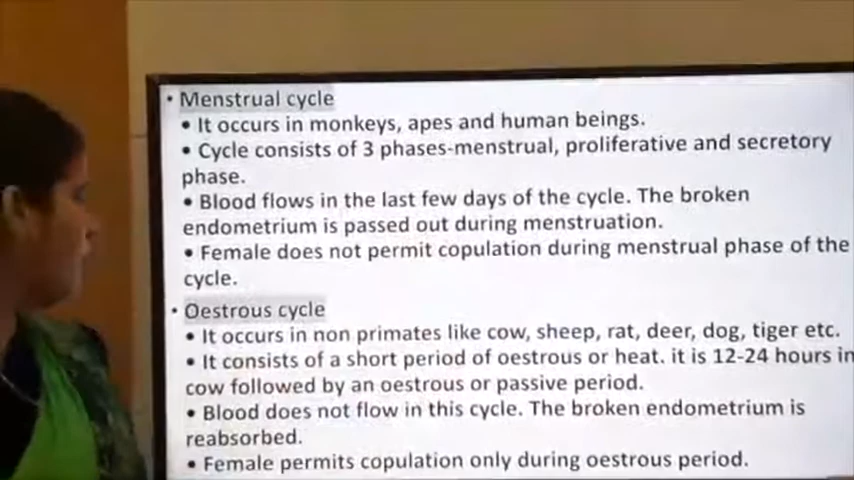 • Menstrual cycle
• It occurs in monkeys, apes and human beings.
• Cycle consists of 3 phases-menstrual, proliferative and secretory
phase.
• Blood flows in the last few days of the cycle. The broken
endometrium is passed out during menstruation.
• Female does not permit copulation during menstrual phase of the
cycle.
• Oestrous cycle
• It occurs in non primates like cow, sheep, rat, deer, dog, tiger etc.
• It consists of a short period of oestrous or heat. it is 12-24 hours in
cow followed by an oestrous or passive period.
• Blood does not flow in this cycle. The broken endometrium is
reabsorbed.
• Female permits copulation only during oestrous period.